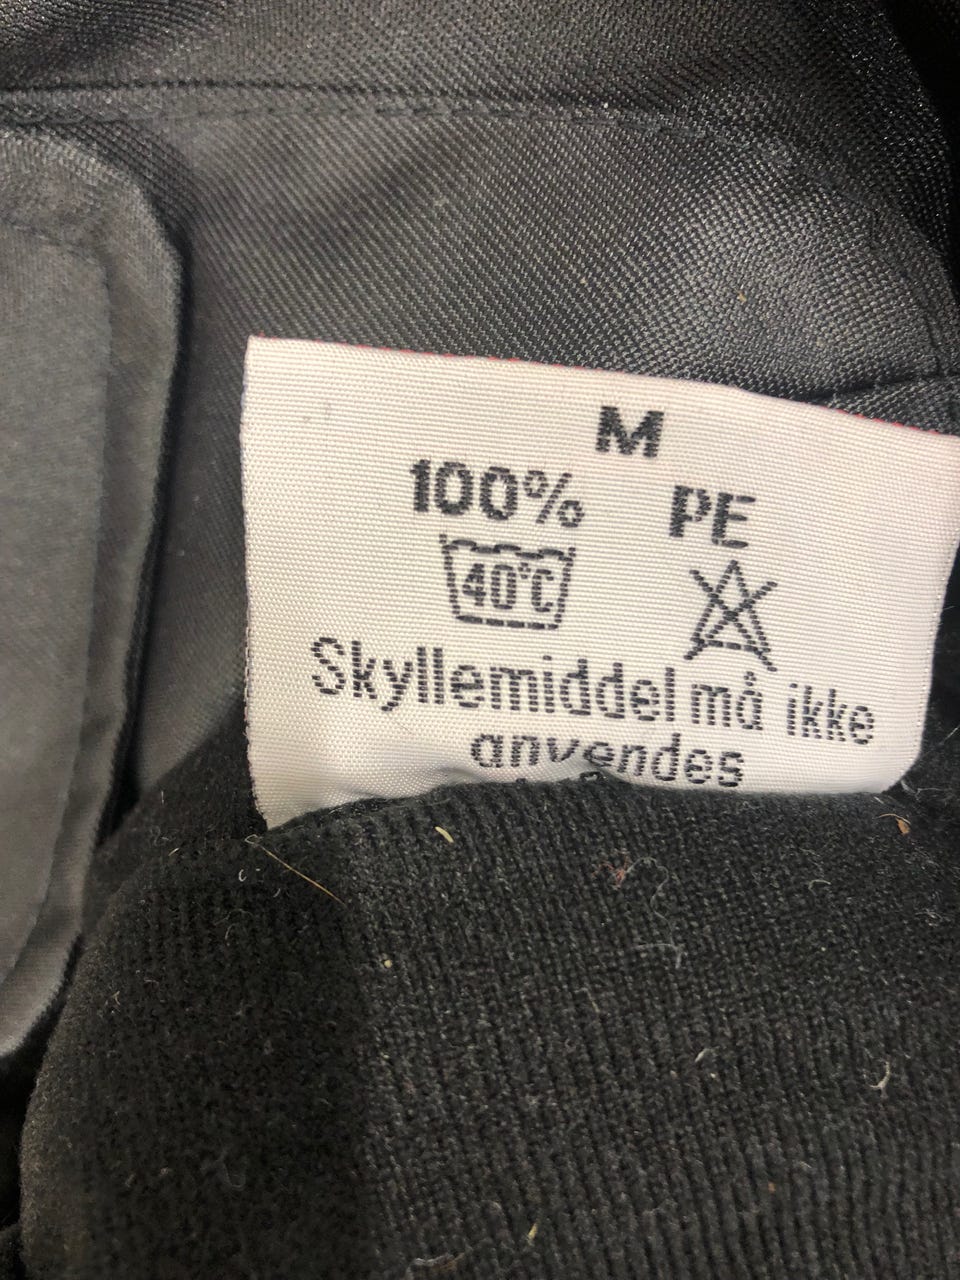 M
100% PE
40°C
Skyllemiddel må ikke
anvendes